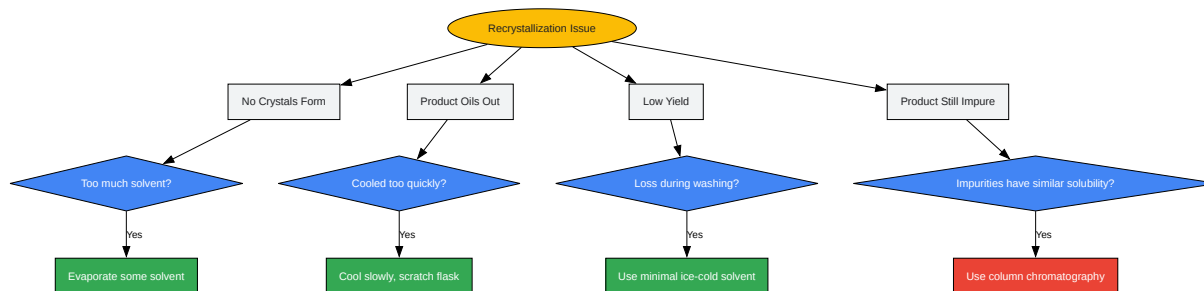 Recrystallization Issue
No Crystals Form
Product Oils Out
Low Yield
Product Still Impure
Too much solvent?
Cooled too quickly?
Loss during washing?
Impurities have similar solubility?
Yes
Yes
Yes
Yes
Evaporate some solvent
Cool slowly, scratch flask
Use minimal ice-cold solvent
Use column chromatography